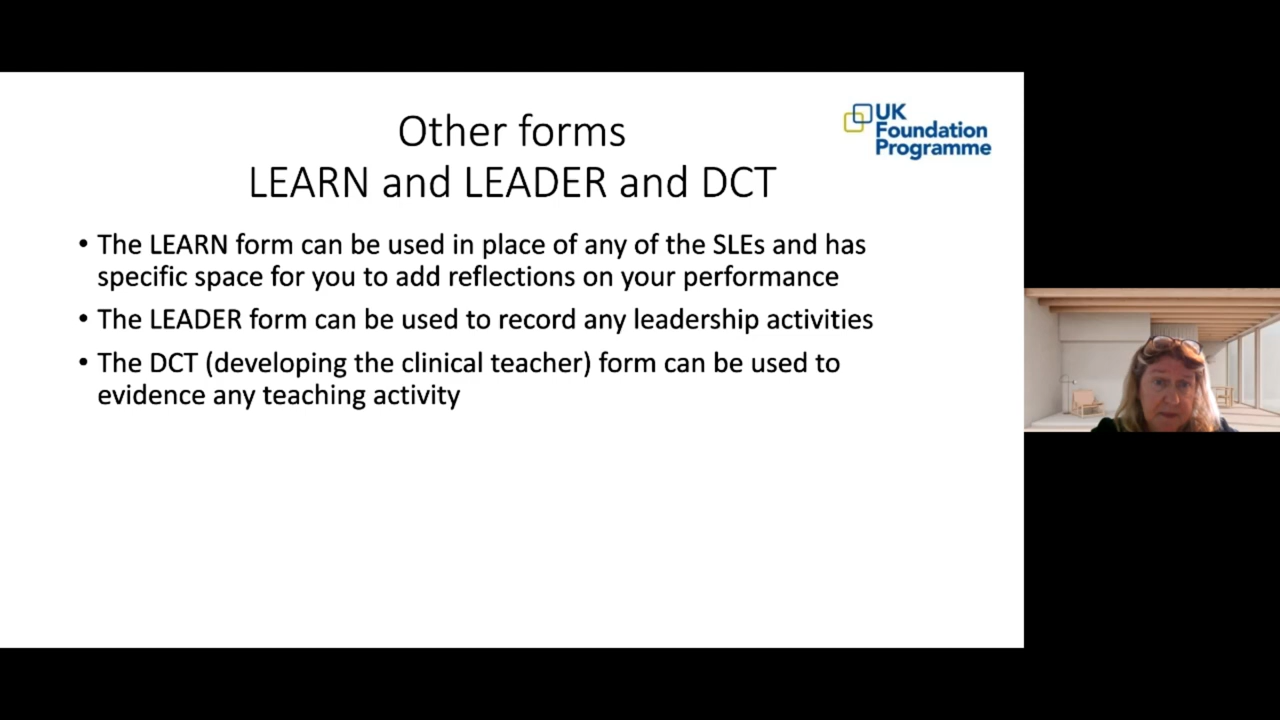 Other forms
LEARN and LEADER and DCT
UK
Foundation
Programme
• The LEARN form can be used in place of any of the SLEs and has
specific space for you to add reflections on your performance
• The LEADER form can be used to record any leadership activities
• The DCT (developing the clinical teacher) form can be used to
evidence any teaching activity